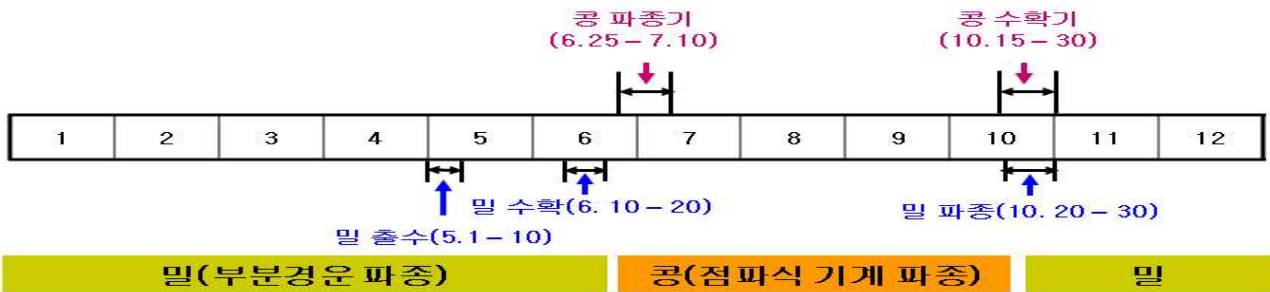 콩 파종기
(6.25 – 7.10)
콩 수확기
(10.15 – 30)
1 2 3 4 5 6 7 8 9 10 11 12
밀 수확(6. 10 – 20)
밀 파종(10. 20 – 30)
밀 출수(5.1 – 10)
밀(부분경운 파종) 콩(점파식 기계 파종) 밀